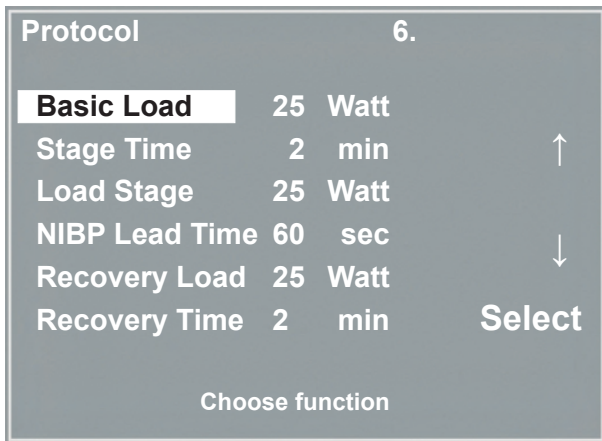 Protocol 6.
Basic Load 25 Watt
Stage Time 2 min
↑
Load Stage 25 Watt
NIBP Lead Time 60 sec
↓
Recovery Load 25 Watt
Recovery Time 2 min Select
Choose function